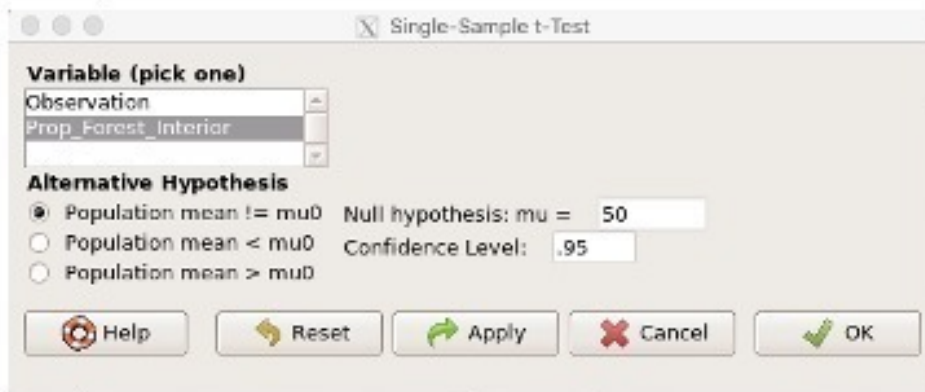 Single-Sample t-Test
Variable (pick one)
Observation
Prop_Forest_Interior
Alternative Hypothesis
Population mean != mu0 Null hypothesis: mu = 50
Population mean < mu0 Confidence Level: .95
Population mean > mu0
Help Reset Apply Cancel OK